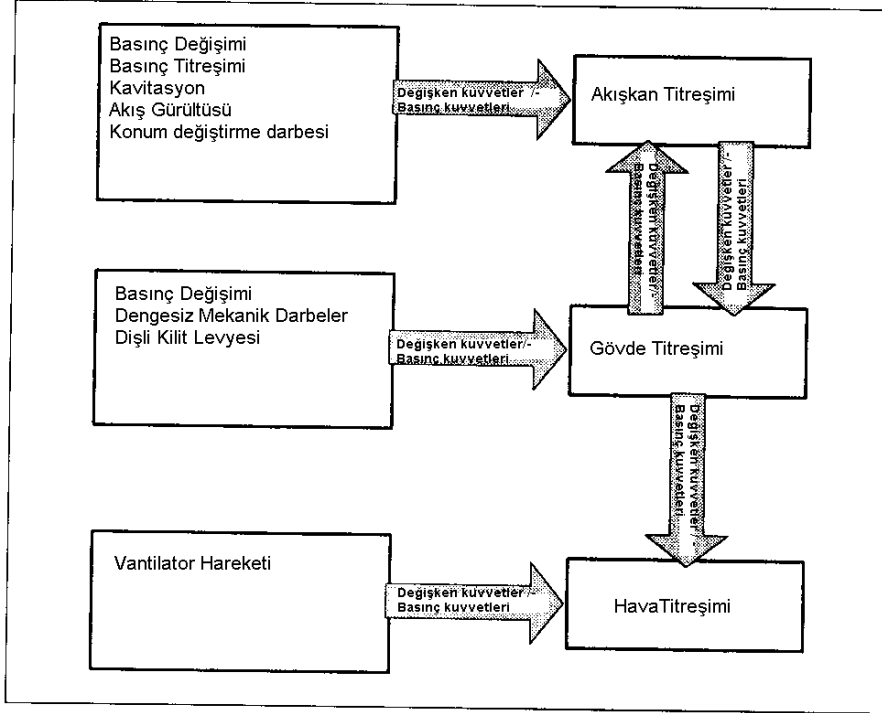 Basınç Değişimi
Basınç Titreşimi
Kavitasyon
Akış Gürültüsü
Konum değiştirme darbesi
Değişken kuvvetler /-
Basınç kuvvetleri
Akışkan Titreşimi
Değişken kuvvetler/-
Basınç kuvvetleri
Değişken kuvvetler /-
Basınç kuvvetleri
Basınç Değişimi
Dengesiz Mekanik Darbeler
Dişli Kilit Levyesi
Değişken kuvvetler/-
Basınç kuvvetleri
Gövde Titreşimi
Değişken kuvvetler
Basınç kuvvetleri
Vantilator Hareketi
Değişken kuvvetler /-
Basınç kuvvetleri
HavaTitreşimi